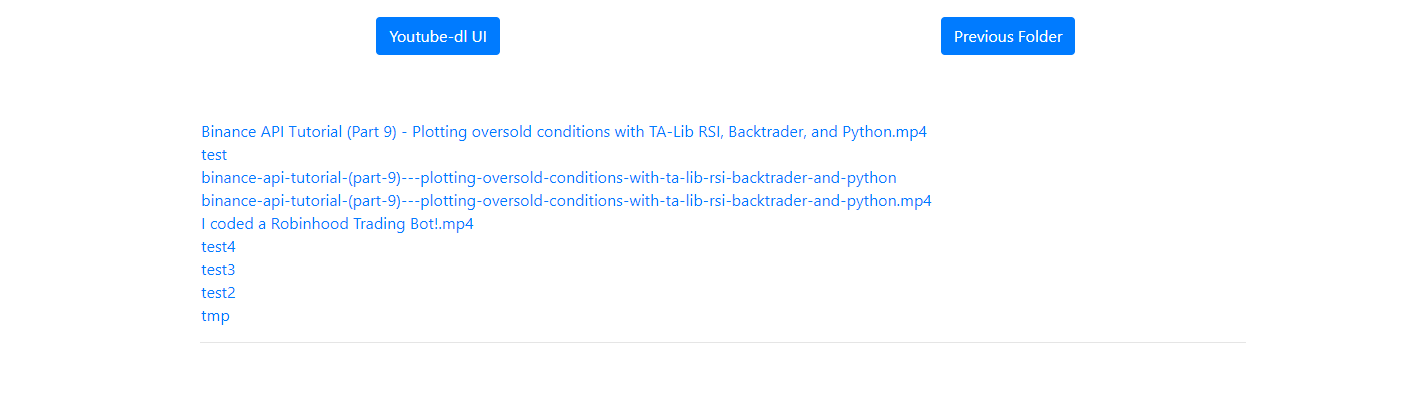 Youtube-dl UI
Previous Folder
Binance API Tutorial (Part 9) - Plotting oversold conditions with TA-Lib RSI, Backtrader, and Python.mp4
test
binance-api-tutorial-(part-9)---plotting-oversold-conditions-with-ta-lib-rsi-backtrader-and-python
binance-api-tutorial-(part-9)---plotting-oversold-conditions-with-ta-lib-rsi-backtrader-and-python.mp4
I coded a Robinhood Trading Bot!.mp4
test4
test3
test2
tmp